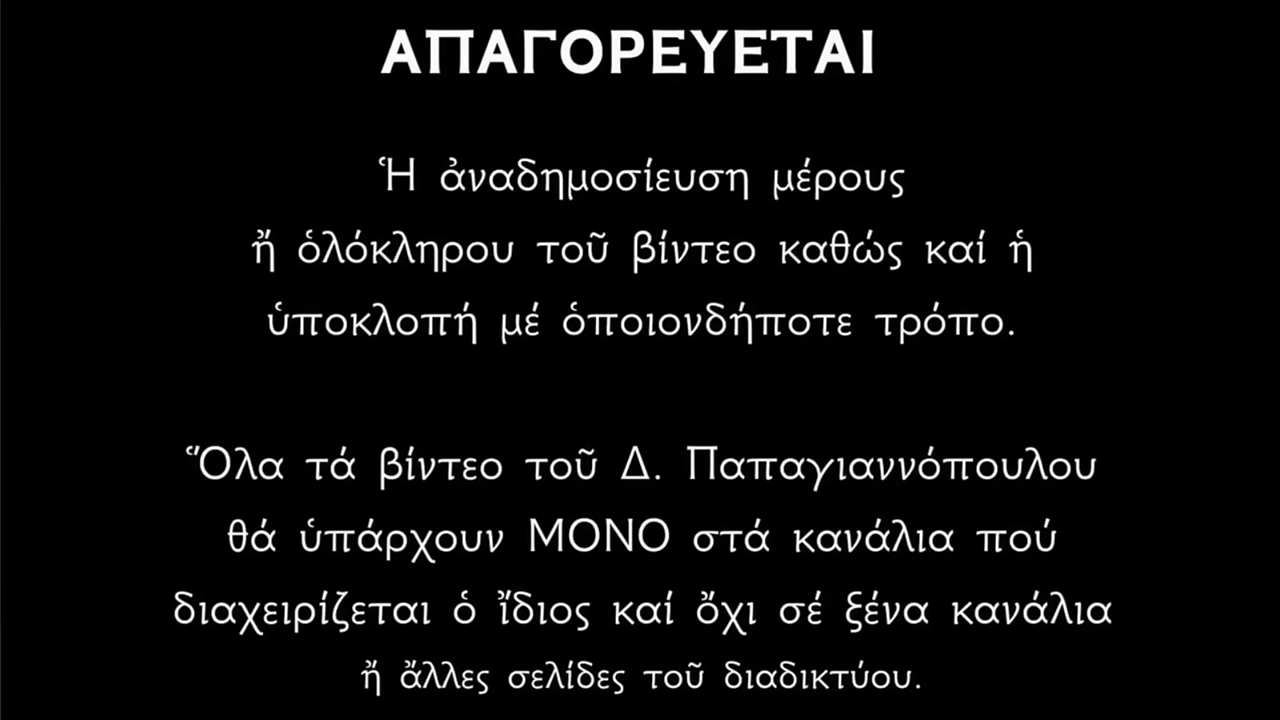 ΑΠΑΓΟΡΕΥΕΤΑΙ
Ἡ ἀναδημοσίευση μέρους
ἤ ὁλόκληρου τοῦ βίντεο καθώς καί ἡ
ὑποκλοπή μέ ὁποιονδήποτε τρόπο.
Ὅλα τά βίντεο τοῦ Δ. Παπαγιαννόπουλου
θά ὑπάρχουν ΜΟΝΟ στά κανάλια πού
διαχειρίζεται ὁ ἴδιος καί ὄχι σέ ξένα κανάλια
ἤ ἄλλες σελίδες τοῦ διαδικτύου.